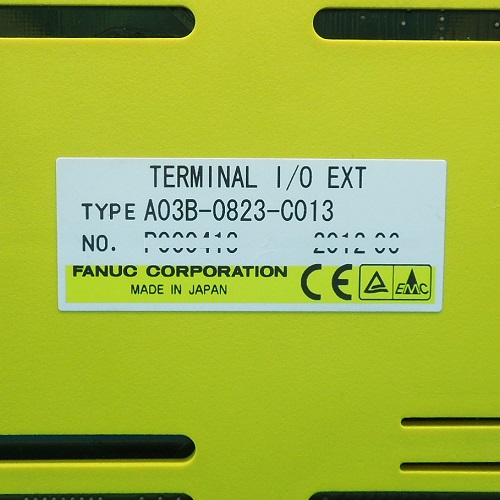 TERMINAL I/O EXT
TYPE A03B-0823-C013
NO.
FANUC CORPORATION
MADE IN JAPAN
CE
EMC